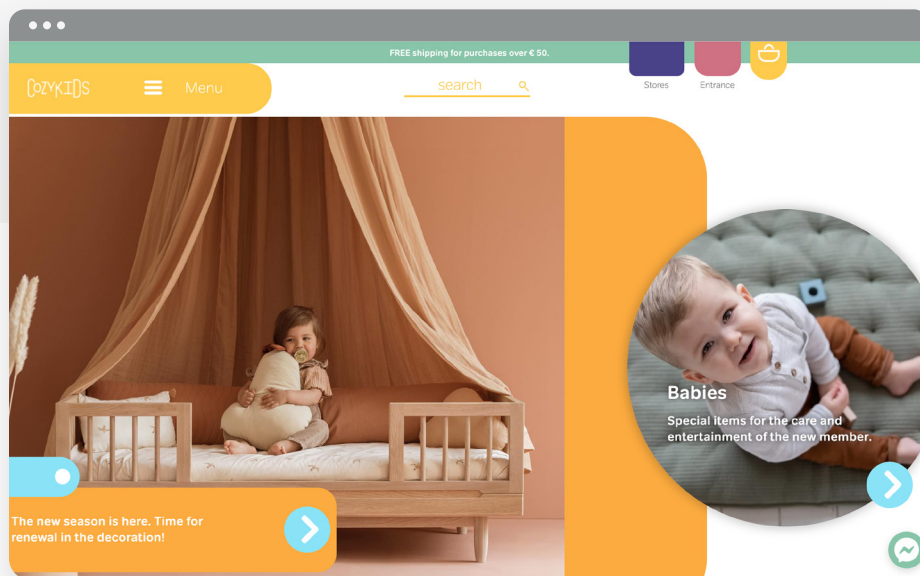 FREE shipping for purchases over € 50.
COZYKIDS
Menu
search
Stores
Entrance
Babies
Special items for the care and
entertainment of the new member.
The new season is here. Time for
renewal in the decoration!